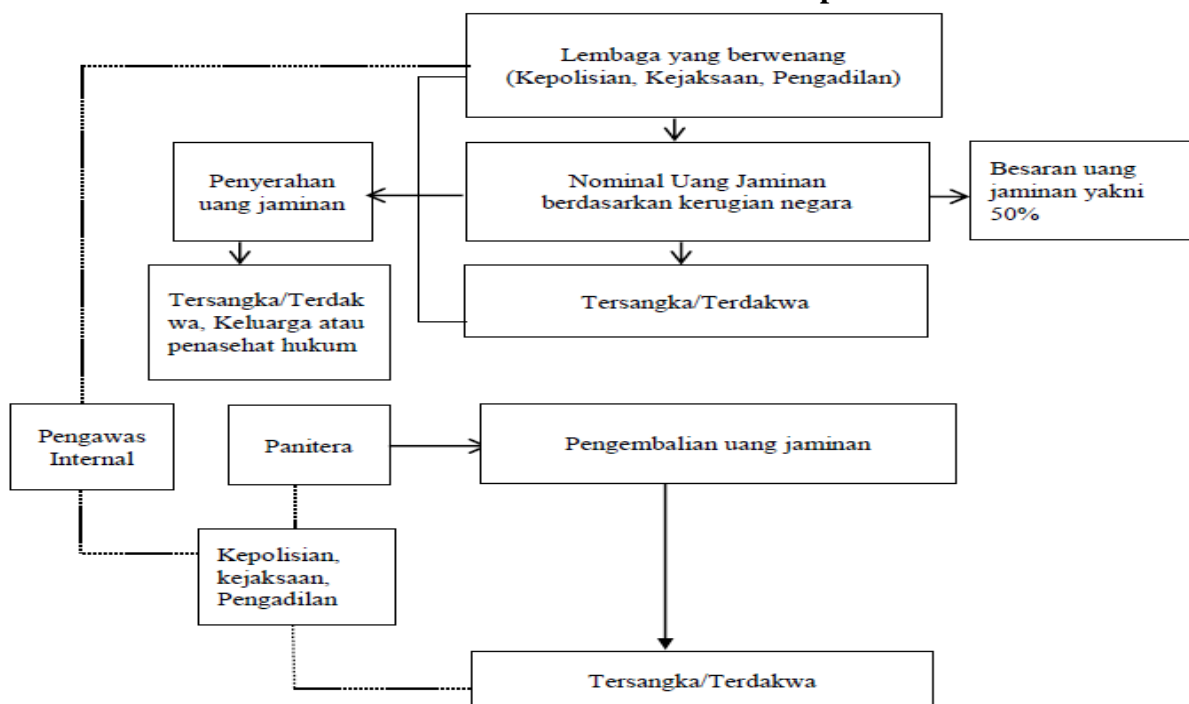 Lembaga yang berwenang
(Kepolisian, Kejaksaan, Pengadilan)
Penyerahan
uang jaminan
Nominal Uang Jaminan
berdasarkan kerugian negara
Besaran uang
jaminan yakni
50%
Tersangka/Terdak
wa, Keluarga atau
penasehat hukum
Tersangka/Terdakwa
Pengawas
Internal
Panitera
Pengembalian uang jaminan
Kepolisian,
kejaksaan,
Pengadilan
Tersangka/Terdakwa